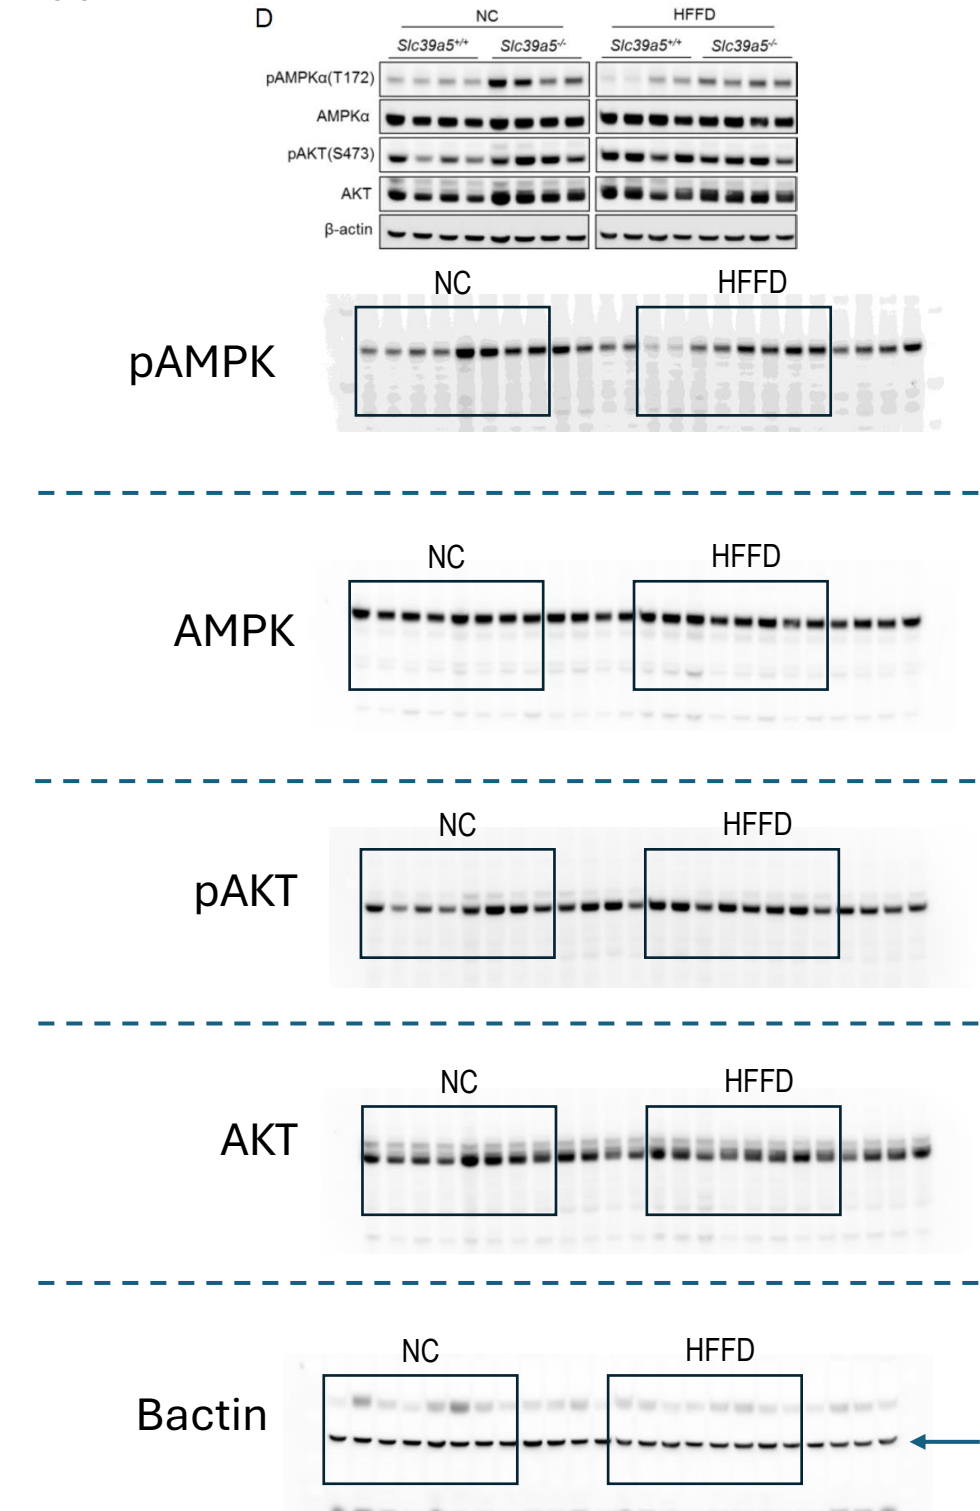 D
NC
HFFD
Slc39a5+/+
Slc39a5-/-
Slc39a5+/+
Slc39a5-/-
pAMPKα(T172)
AMPKα
pAKT(S473)
AKT
β-actin
NC
HFFD
pAMPK
NC
HFFD
AMPK
NC
HFFD
pAKT
NC
HFFD
AKT
NC
HFFD
Bactin